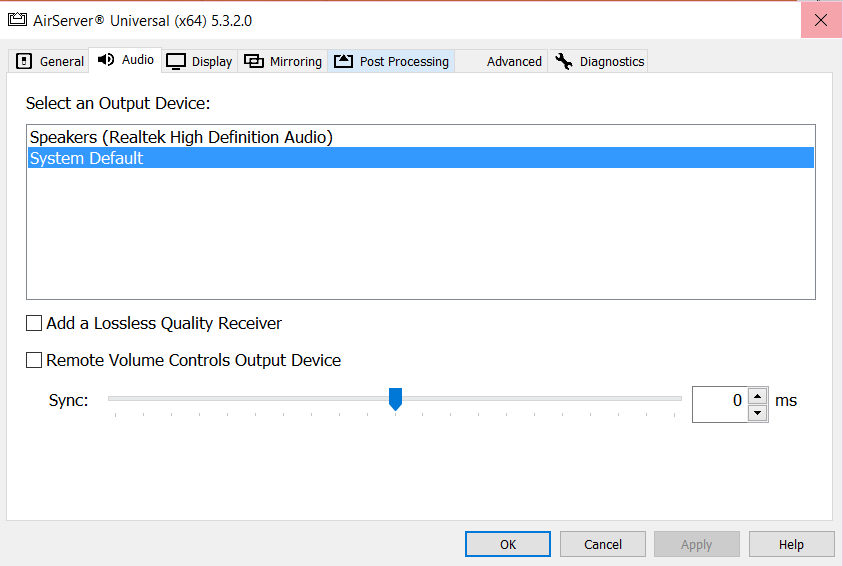 AirServer® Universal (x64) 5.3.2.0
General Audio Display Mirroring Post Processing Advanced Diagnostics
Select an Output Device:
Speakers (Realtek High Definition Audio)
System Default
Add a Lossless Quality Receiver
Remote Volume Controls Output Device
Sync: 0 ms
OK Cancel Apply Help